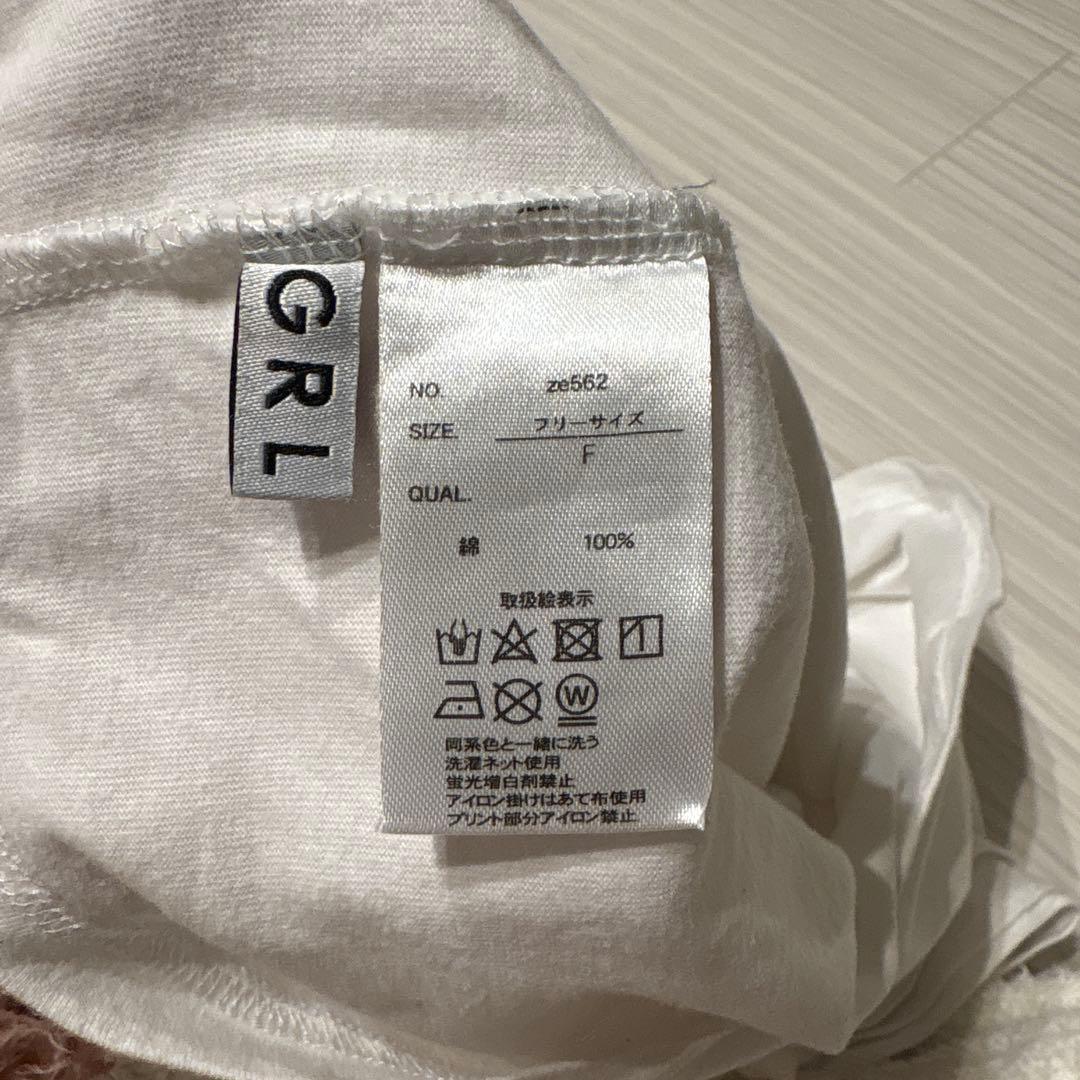 GRL
NO. ze562
SIZE. フリーサイズ
F
QUAL.
綿 100%
取扱絵表示
W
同系色と一緒に洗う
洗濯ネット使用
蛍光増白剤禁止
アイロン掛けはあて布使用
プリント部分アイロン禁止